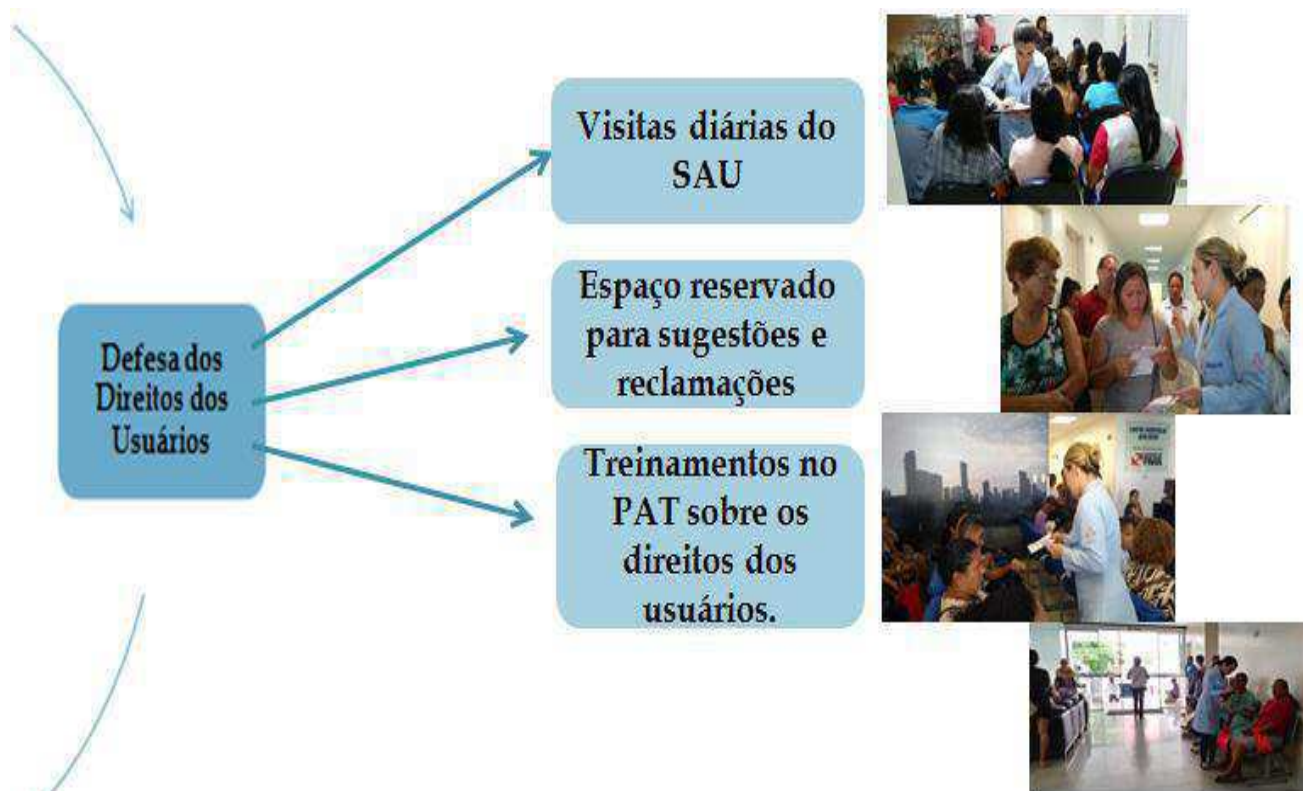 Defesa dos
Direitos dos
Usuários
Visitas diárias do
SAU
Espaço reservado
para sugestões e
reclamações
Treinamentos no
PAT sobre os
direitos dos
usuários.